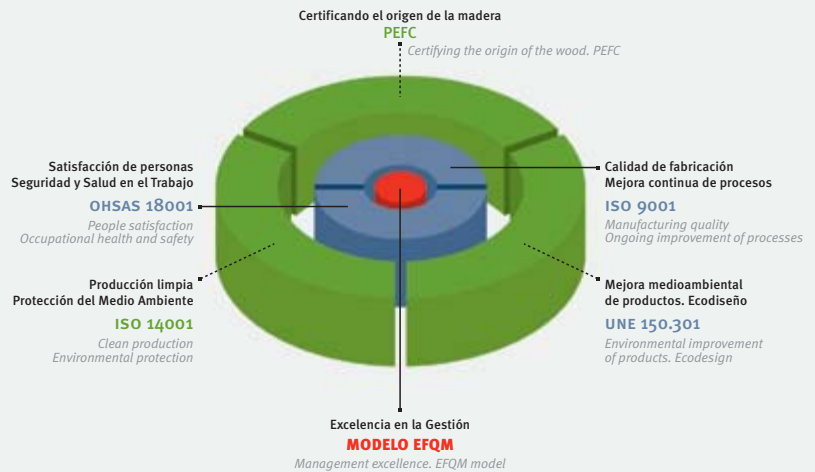 Certificando el origen de la madera
PEFC
Certifying the origin of the wood. PEFC
Satisfacción de personas
Seguridad y Salud en el Trabajo
OHSAS 18001
People satisfaction
Occupational health and safety
Calidad de fabricación
Mejora continua de procesos
ISO 9001
Manufacturing quality
Ongoing improvement of processes
Producción limpia
Protección del Medio Ambiente
ISO 14001
Clean production
Environmental protection
Mejora medioambiental
de productos. Ecodiseño
UNE 150.301
Environmental improvement
of products. Ecodesign
Excelencia en la Gestión
MODELO EFQM
Management excellence. EFQM model